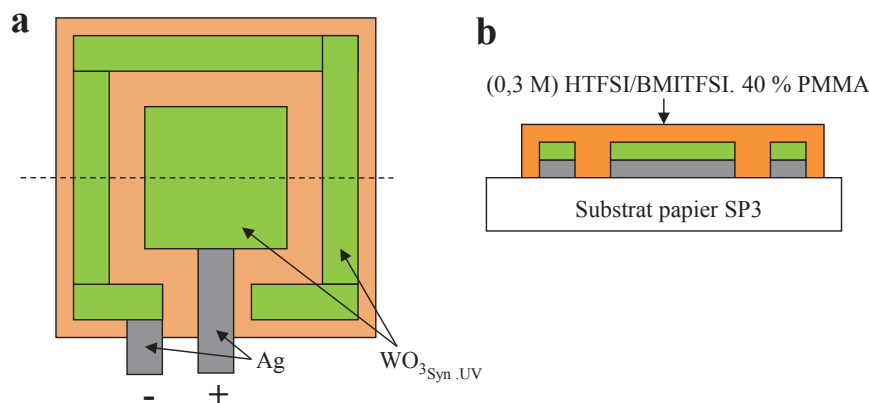 a
b
(0,3 M) HTFSI/BMITFSI. 40 % PMMA
Substrat papier SP3
Ag
WO3Syn .UV
- +